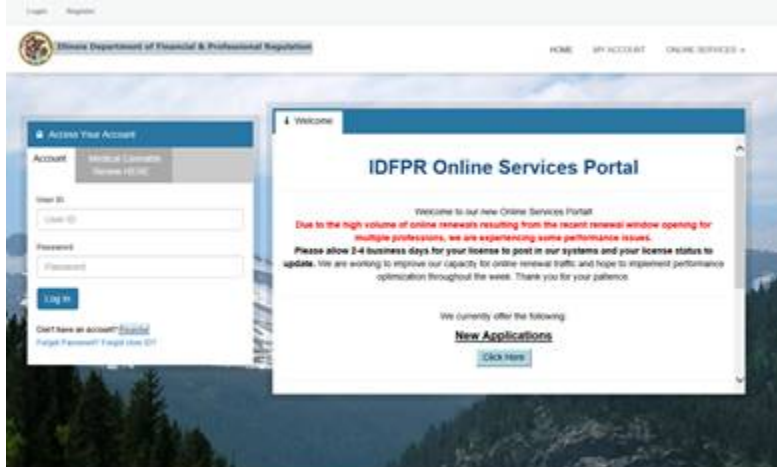 Login Register
Illinois Department of Financial & Professional Regulation
HOME MY ACCOUNT ONLINE SERVICES
Access Your Account
Account Medical Cannabis
Renew HERE
User ID
User ID
Password
Password
Log In
Don't have an account? Register
Forgot Password? Forgot User ID?
Welcome
IDFPR Online Services Portal
Welcome to our new Online Services Portal!
Due to the high volume of online renewals resulting from the recent renewal window opening for
multiple professions, we are experiencing some performance issues.
Please allow 2-4 business days for your license to post in our systems and your license status to
update. We are working to improve our capacity for online renewal traffic and hope to implement performance
optimization throughout the week. Thank you for your patience.
We currently offer the following:
New Applications
Click Here